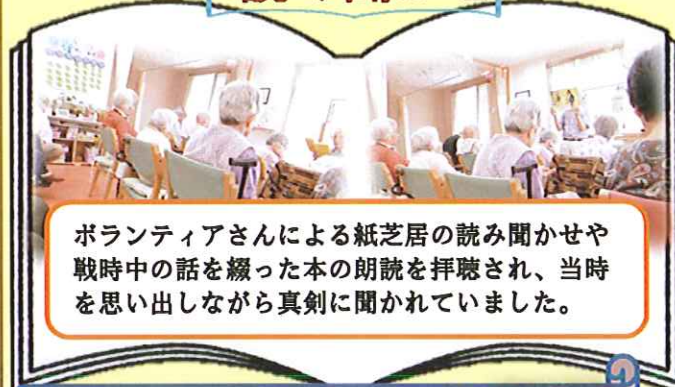 ボランティアさんによる紙芝居の読み聞かせや
戦時中の話を綴った本の朗読を拝聴され、当時
を思い出しながら真剣に聞かれていました。